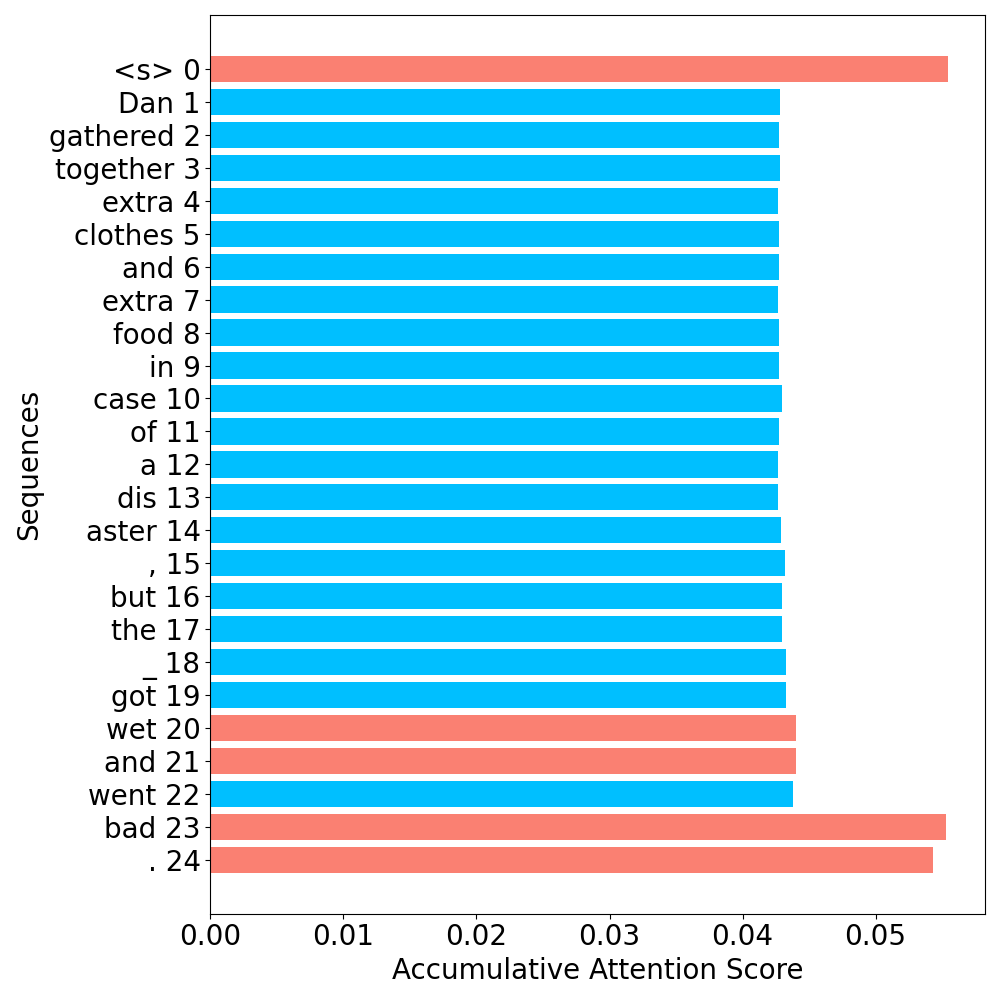 <s> 0
Dan 1
gathered 2
together 3
extra 4
clothes 5
and 6
extra 7
food 8
in 9
case 10
of 11
a 12
dis 13
aster 14
, 15
but 16
the 17
_ 18
got 19
wet 20
and 21
went 22
bad 23
. 24
Sequences
0.00 0.01 0.02 0.03 0.04 0.05
Accumulative Attention Score